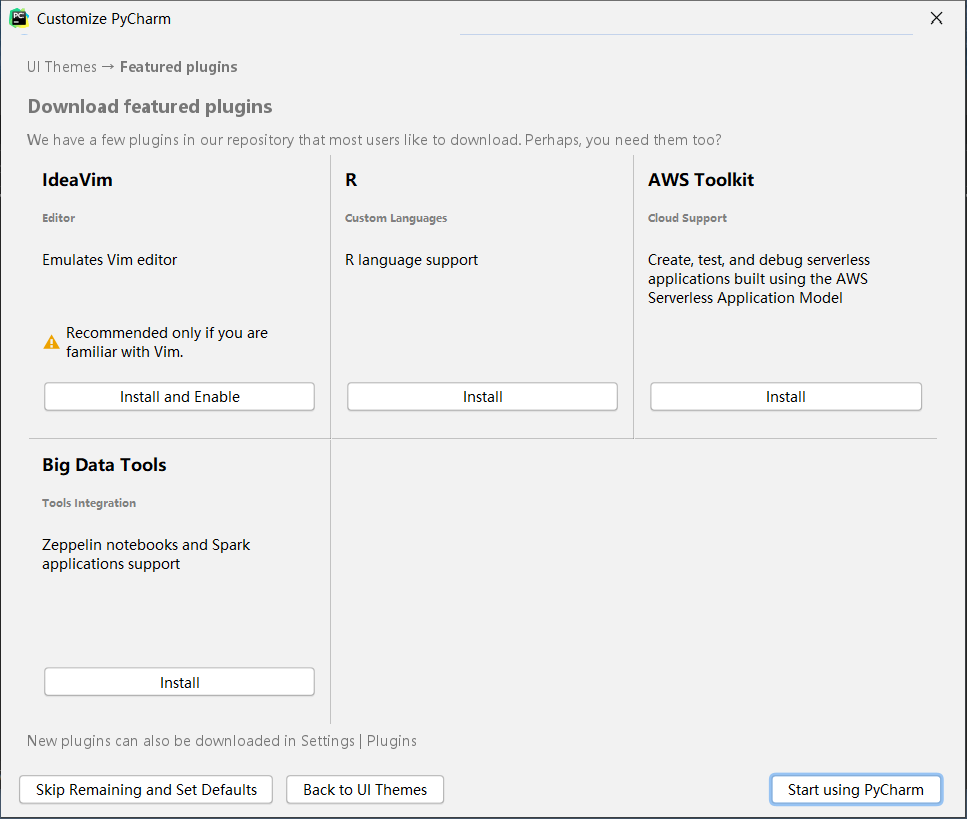 PC
Customize PyCharm
UI Themes → Featured plugins
Download featured plugins
We have a few plugins in our repository that most users like to download. Perhaps, you need them too?
IdeaVim
Editor
Emulates Vim editor
Recommended only if you are
familiar with Vim.
Install and Enable
R
Custom Languages
R language support
Install
AWS Toolkit
Cloud Support
Create, test, and debug serverless
applications built using the AWS
Serverless Application Model
Install
Big Data Tools
Tools Integration
Zeppelin notebooks and Spark
applications support
Install
New plugins can also be downloaded in Settings | Plugins
Skip Remaining and Set Defaults
Back to UI Themes
Start using PyCharm